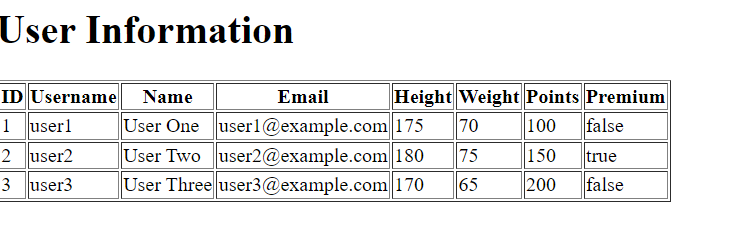 User Information
ID Username Name Email Height Weight Points Premium
1 user1 User One user1@example.com 175 70 100 false
2 user2 User Two user2@example.com 180 75 150 true
3 user3 User Three user3@example.com 170 65 200 false